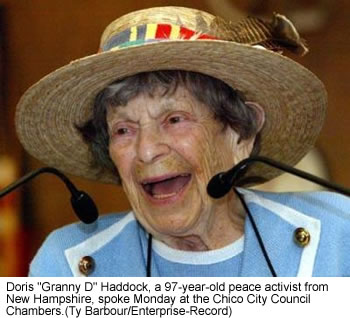 Doris "Granny D" Haddock, a 97-year-old peace activist from
New Hampshire, spoke Monday at the Chico City Council
Chambers.(Ty Barbour/Enterprise-Record)